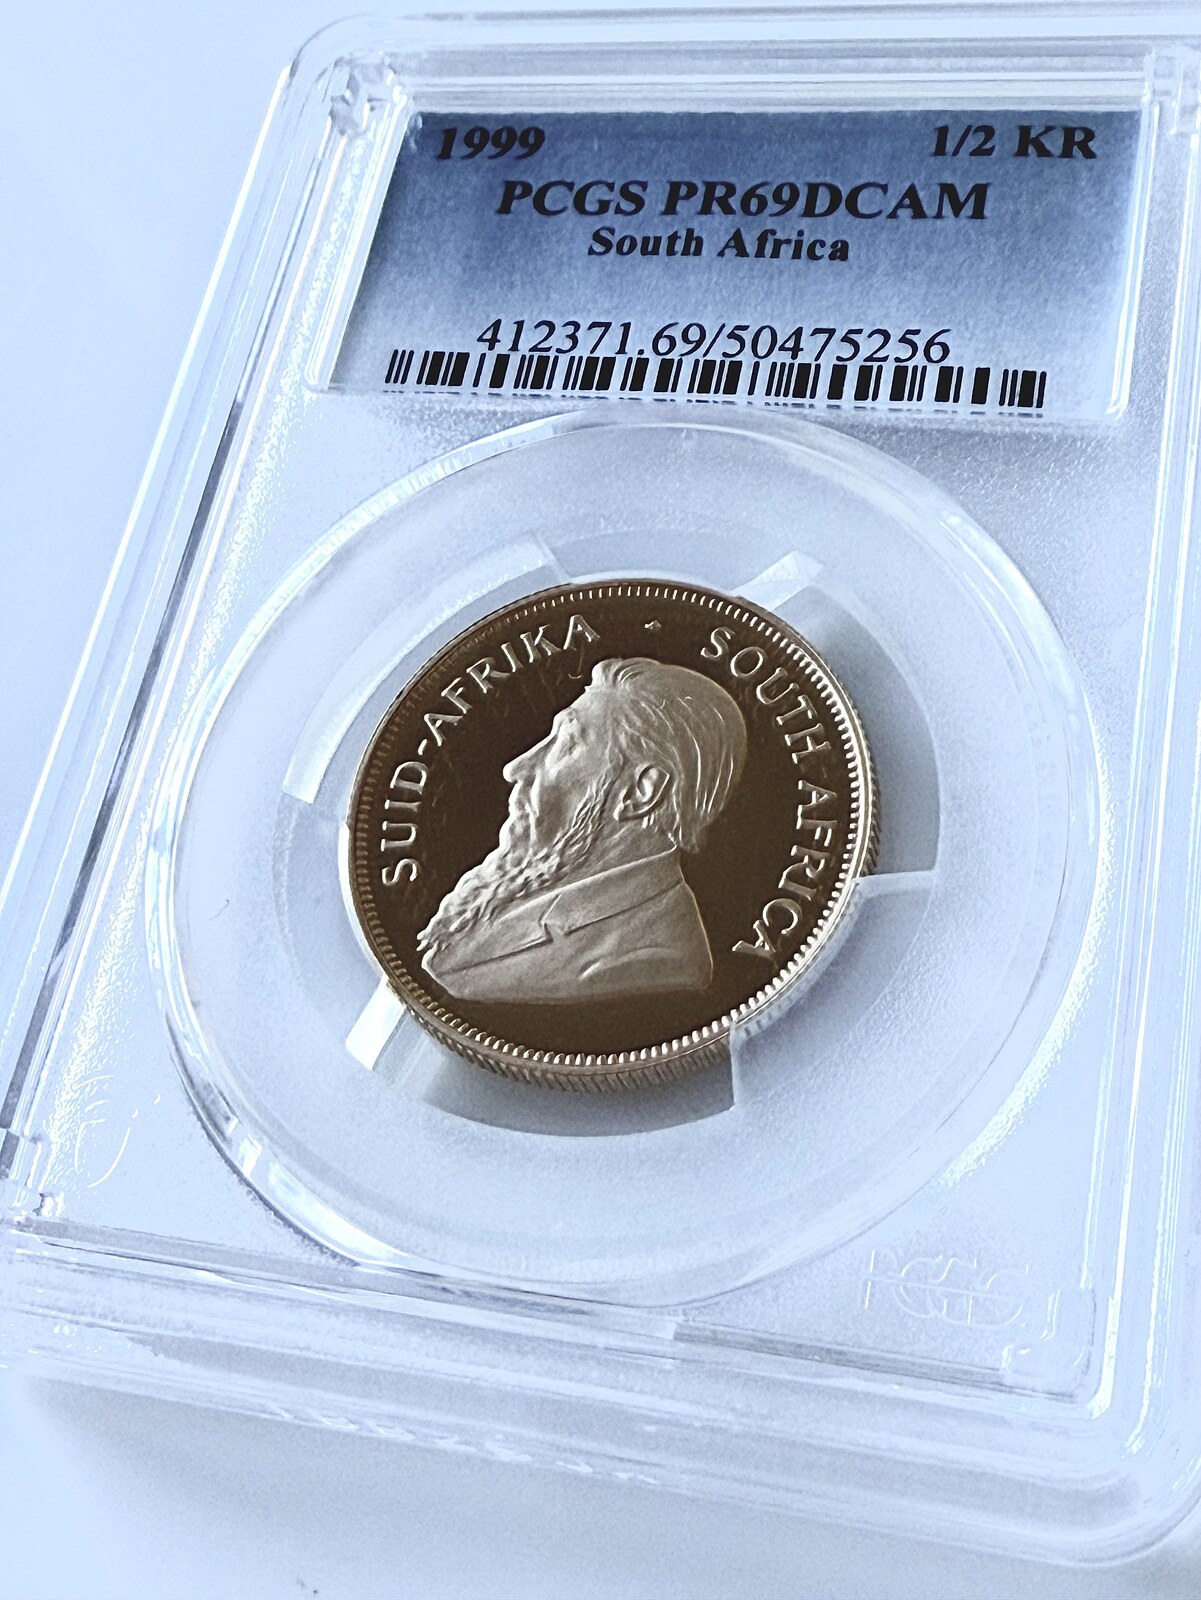 1999 1/2 KR
PCGS PR69DCAM
South Africa
412371.69/50475256
SUID-AFRIKA · SOUTH AFRICA